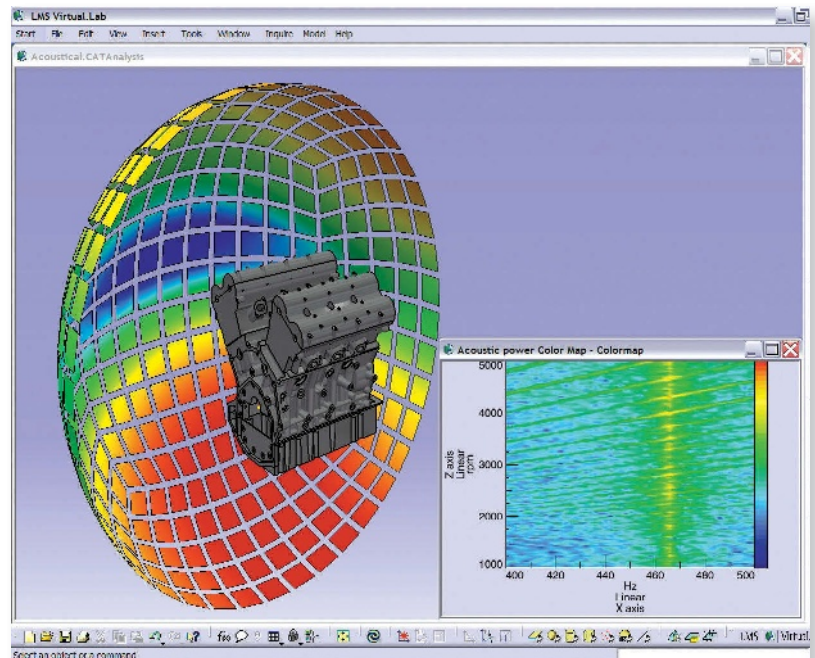 LMS Virtual.Lab
Start File Edit View Insert Tools Window Inquire Model Help
Acoustical.CATAnalysis
Acoustic power Color Map - Colormap
5000
4000
3000
2000
1000
Z axis
Linear
rpm
400 420 440 460 480 500
Hz
Linear
X axis
f(x)
LMS Virtual
Select an object or a command